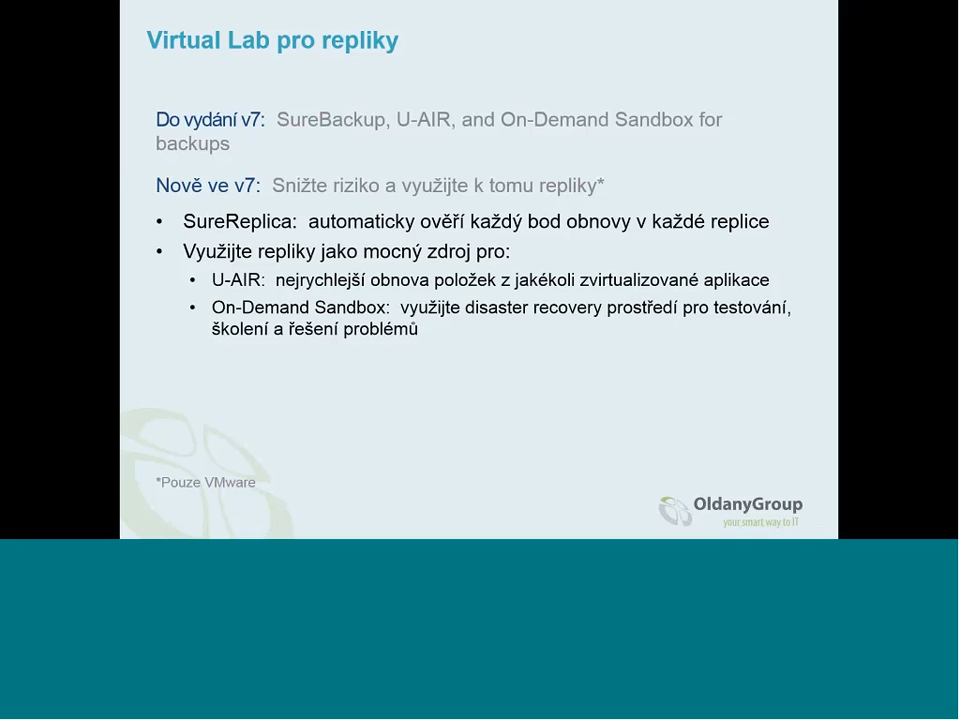 Virtual Lab pro repliky
Do vydání v7: SureBackup, U-AIR, and On-Demand Sandbox for
backups
Nově ve v7: Snižte riziko a využijte k tomu repliky*
• SureReplica: automaticky ověří každý bod obnovy v každé replice
• Využijte repliky jako mocný zdroj pro:
• U-AIR: nejrychlejší obnova položek z jakékoli zvirtualizované aplikace
• On-Demand Sandbox: využijte disaster recovery prostředí pro testování,
školení a řešení problémů
*Pouze VMware
OldanyGroup
your smart way to IT